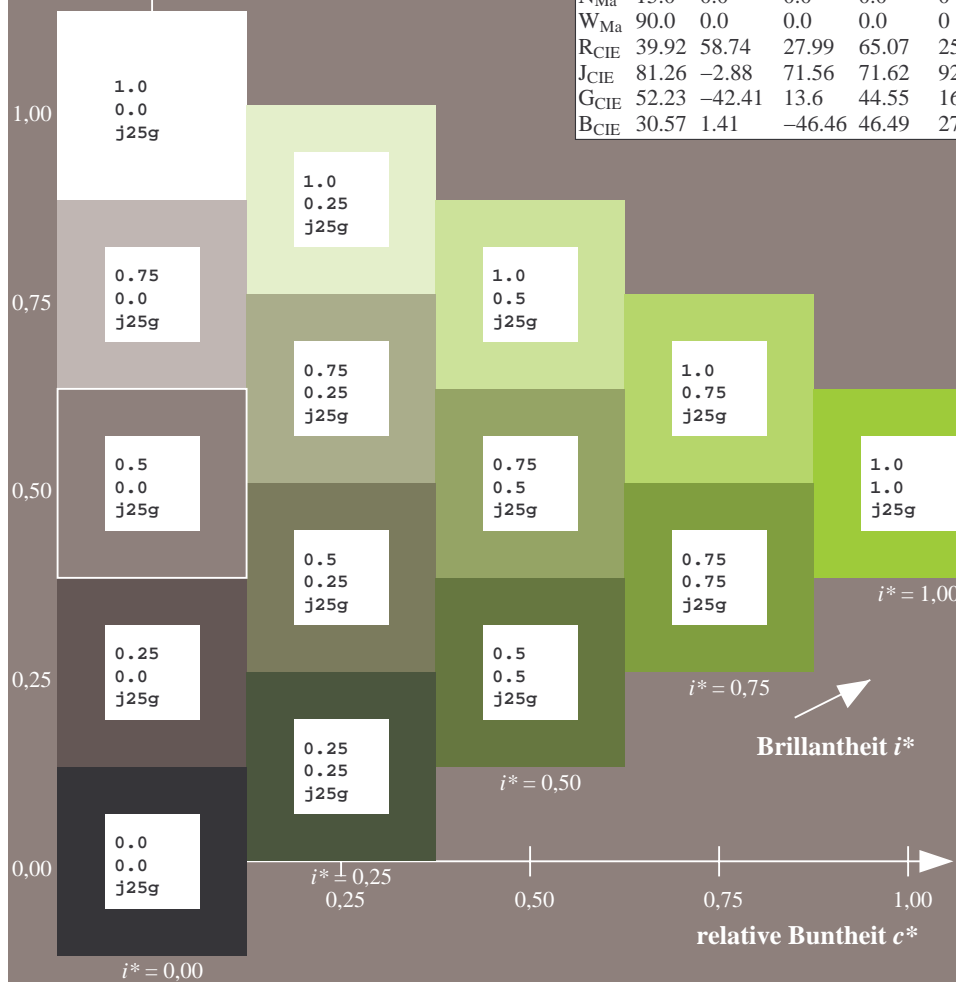 W_Ma 90.0 0.0 0.0 0.0 0
R_CIE 39.92 58.74 27.99 65.07 25
J_CIE 81.26 –2.88 71.56 71.62 92
G_CIE 52.23 –42.41 13.6 44.55 16
B_CIE 30.57 1.41 –46.46 46.49 27
1,00
1.0
0.0
j25g
1.0
0.25
j25g
0,75
0.75
0.0
j25g
1.0
0.5
j25g
0.75
0.25
j25g
1.0
0.75
j25g
0,50
0.5
0.0
j25g
0.75
0.5
j25g
1.0
1.0
j25g
0.5
0.25
j25g
0.75
0.75
j25g
i* = 1,00
0,25
0.25
0.0
j25g
0.5
0.5
j25g
i* = 0,75
Brillantheit i*
0.25
0.25
j25g
i* = 0,50
0,00
0.0
0.0
j25g
i* = 0,25
0,25
0,50
0,75
1,00
relative Buntheit c*
i* = 0,00